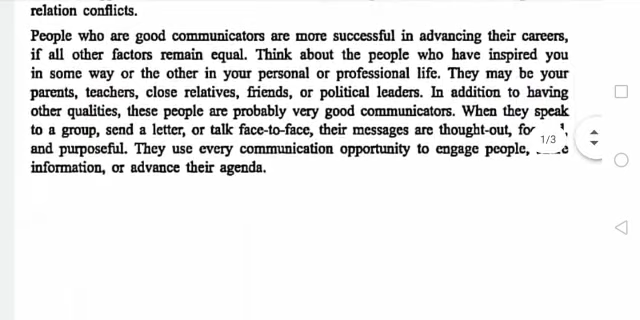 relation conflicts.
People who are good communicators are more successful in advancing their careers,
if all other factors remain equal. Think about the people who have inspired you
in some way or the other in your personal or professional life. They may be your
parents, teachers, close relatives, friends, or political leaders. In addition to having
other qualities, these people are probably very good communicators. When they speak
to a group, send a letter, or talk face-to-face, their messages are thought-out,
and purposeful. They use every communication opportunity to engage people,
information, or advance their agenda.
1/3